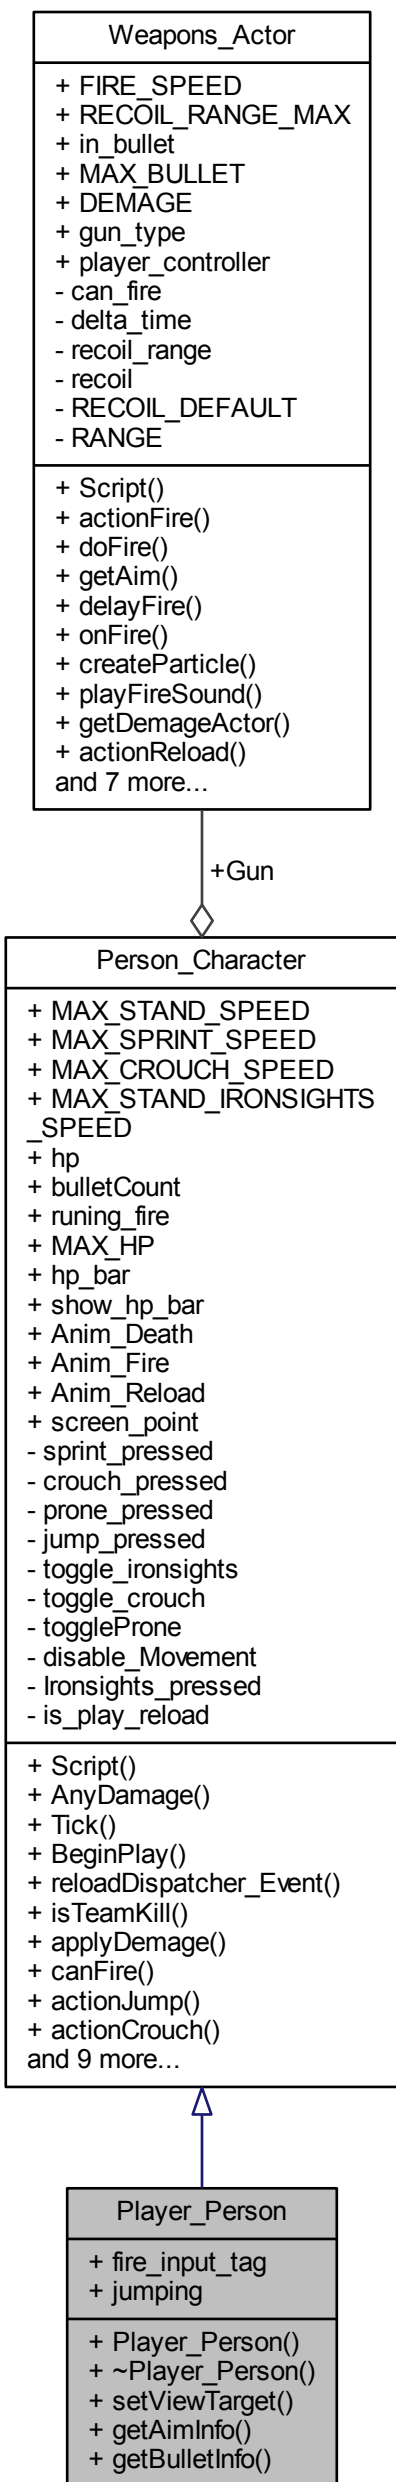 Weapons_Actor
+ FIRE_SPEED
+ RECOIL_RANGE_MAX
+ in_bullet
+ MAX_BULLET
+ DEMAGE
+ gun_type
+ player_controller
- can_fire
- delta_time
- recoil_range
- recoil
- RECOIL_DEFAULT
- RANGE
+ Script()
+ actionFire()
+ doFire()
+ getAim()
+ delayFire()
+ onFire()
+ createParticle()
+ playFireSound()
+ getDemageActor()
+ actionReload()
and 7 more...
+Gun
Person_Character
+ MAX_STAND_SPEED
+ MAX_SPRINT_SPEED
+ MAX_CROUCH_SPEED
+ MAX_STAND_IRONSIGHTS
_SPEED
+ hp
+ bulletCount
+ runing_fire
+ MAX_HP
+ hp_bar
+ show_hp_bar
+ Anim_Death
+ Anim_Fire
+ Anim_Reload
+ screen_point
- sprint_pressed
- crouch_pressed
- prone_pressed
- jump_pressed
- toggle_ironsights
- toggle_crouch
- toggleProne
- disable_Movement
- Ironsights_pressed
- is_play_reload
+ Script()
+ AnyDamage()
+ Tick()
+ BeginPlay()
+ reloadDispatcher_Event()
+ isTeamKill()
+ applyDemage()
+ canFire()
+ actionJump()
+ actionCrouch()
and 9 more...
Player_Person
+ fire_input_tag
+ jumping
+ Player_Person()
+ ~Player_Person()
+ setViewTarget()
+ getAimInfo()
+ getBulletInfo()